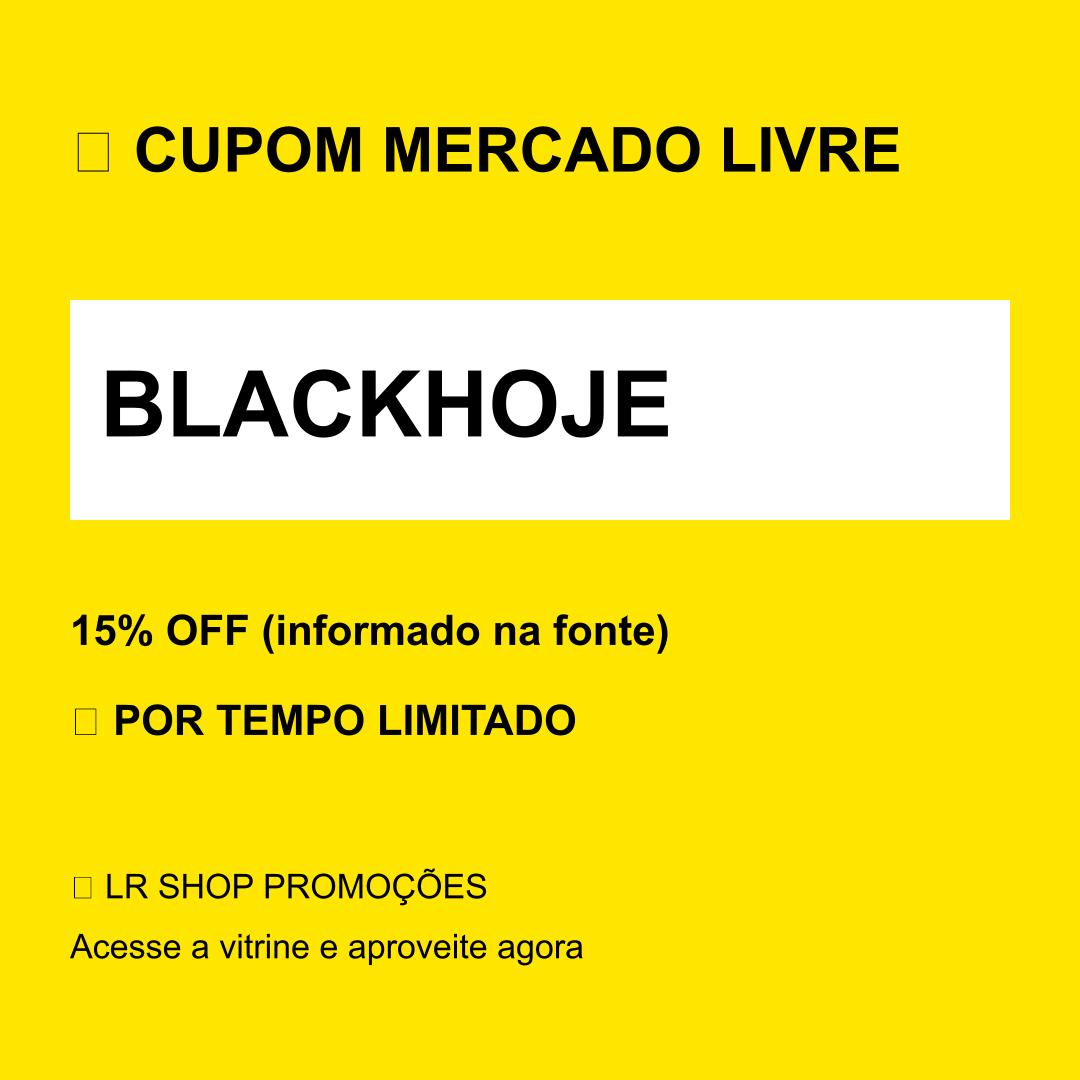 □ CUPOM MERCADO LIVRE
BLACKHOJE
15% OFF (informado na fonte)
□ POR TEMPO LIMITADO
□ LR SHOP PROMOÇÕES
Acesse a vitrine e aproveite agora